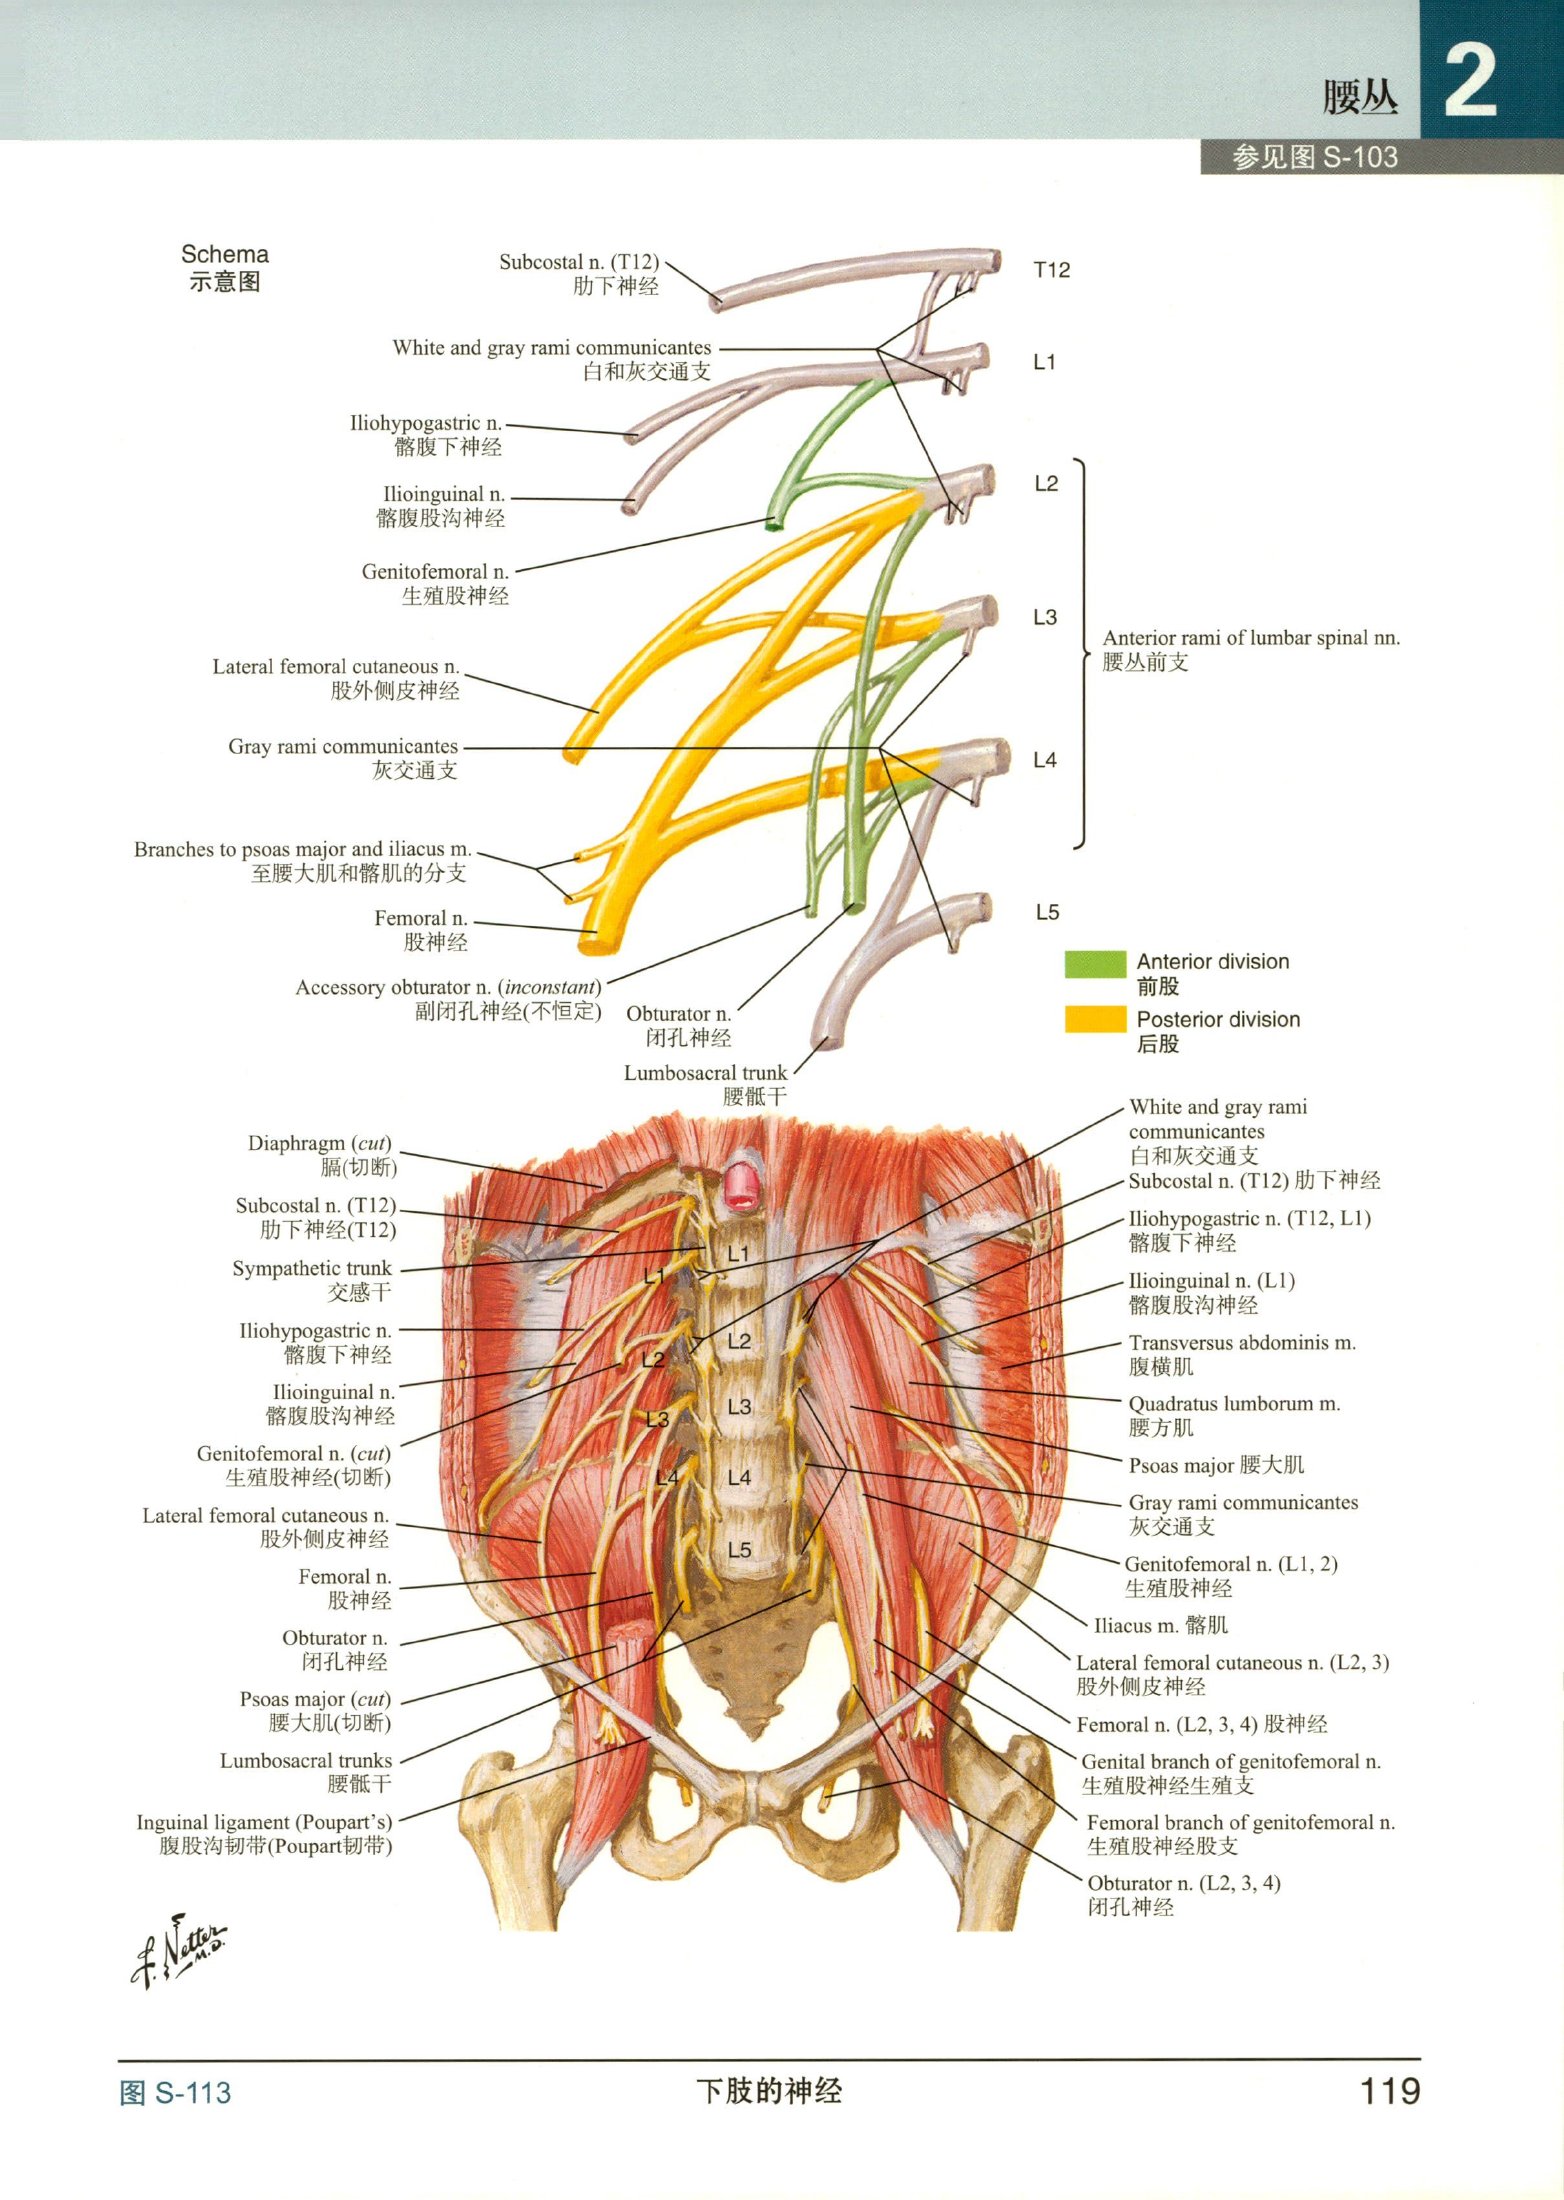 腰丛
2
参见图 S-103
Schema
示意图
Subcostal n. (T12)
肋下神经
T12
White and gray rami communicantes
白和灰交通支
L1
Iliohypogastric n.
髂腹下神经
Ilioinguinal n.
髂腹股沟神经
L2
Genitofemoral n.
生殖股神经
L3
Anterior rami of lumbar spinal nn.
腰丛前支
Lateral femoral cutaneous n.
股外侧皮神经
Gray rami communicantes
灰交通支
L4
Branches to psoas major and iliacus m.
至腰大肌和髂肌的分支
Femoral n.
股神经
L5
Accessory obturator n. (inconstant)
副闭孔神经(不恒定)
Obturator n.
闭孔神经
Lumbosacral trunk
腰骶干
Anterior division
前股
Posterior division
后股
Diaphragm (cut)
膈(切断)
Subcostal n. (T12)
肋下神经(T12)
Sympathetic trunk
交感干
Iliohypogastric n.
髂腹下神经
Ilioinguinal n.
髂腹股沟神经
Genitofemoral n. (cut)
生殖股神经(切断)
Lateral femoral cutaneous n.
股外侧皮神经
Femoral n.
股神经
Obturator n.
闭孔神经
Psoas major (cut)
腰大肌(切断)
Lumbosacral trunks
腰骶干
Inguinal ligament (Poupart's)
腹股沟韧带(Poupart韧带)
L1
L1
L2
L2
L3
L3
L4
L4
L5
White and gray rami
communicantes
白和灰交通支
Subcostal n. (T12) 肋下神经
Iliohypogastric n. (T12, L1)
髂腹下神经
Ilioinguinal n. (L1)
髂腹股沟神经
Transversus abdominis m.
腹横肌
Quadratus lumborum m.
腰方肌
Psoas major 腰大肌
Gray rami communicantes
灰交通支
Genitofemoral n. (L1, 2)
生殖股神经
Iliacus m. 髂肌
Lateral femoral cutaneous n. (L2, 3)
股外侧皮神经
Femoral n. (L2, 3, 4) 股神经
Genital branch of genitofemoral n.
生殖股神经生殖支
Femoral branch of genitofemoral n.
生殖股神经股支
Obturator n. (L2, 3, 4)
闭孔神经
F. Netter
M.D.
图 S-113
下肢的神经
119